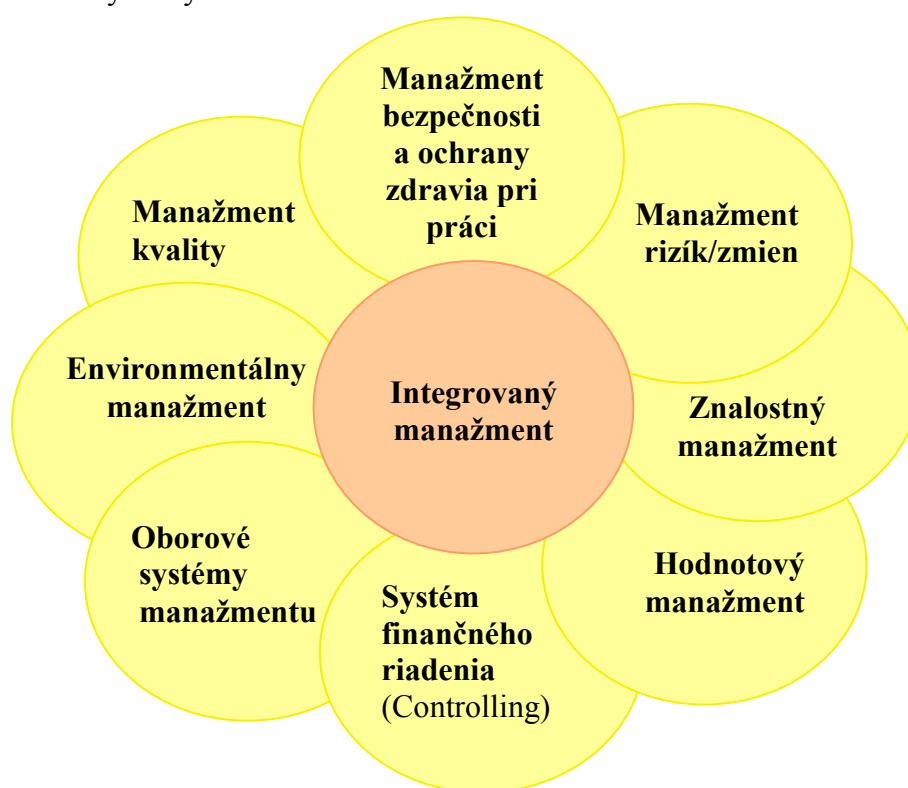 Manažment
bezpečnosti
a ochrany
zdravia pri
práci
Manažment
kvality
Manažment
rizík/zmien
Environmentálny
manažment
Integrovaný
manažment
Znalostný
manažment
Oborové
systémy
manažmentu
Systém
finančného
riadenia
(Controlling)
Hodnotový
manažment